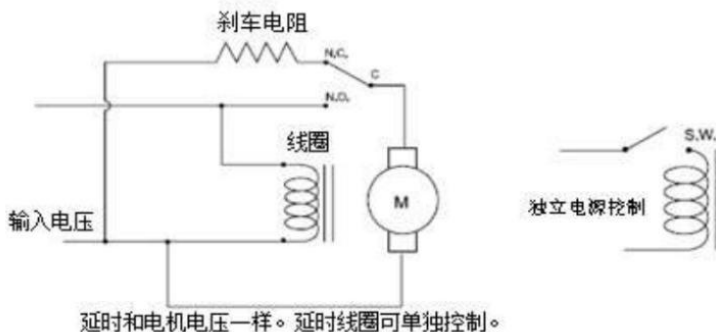 刹车电阻
N.C.
C
N.O.
线圈
S.W.
M
独立电源控制
输入电压
延时和电机电压一样。延时线圈可单独控制。